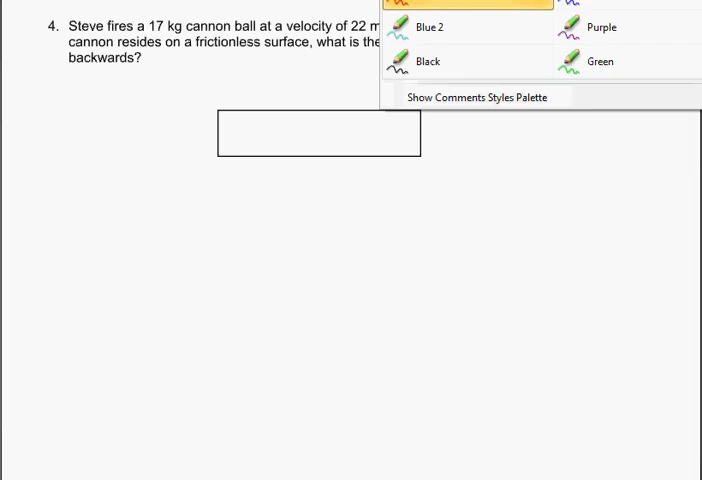 4. Steve fires a 17 kg cannon ball at a velocity of 22
cannon resides on a frictionless surface, what is the
backwards?
Blue 2
Purple
Black
Green
Show Comments Styles Palette